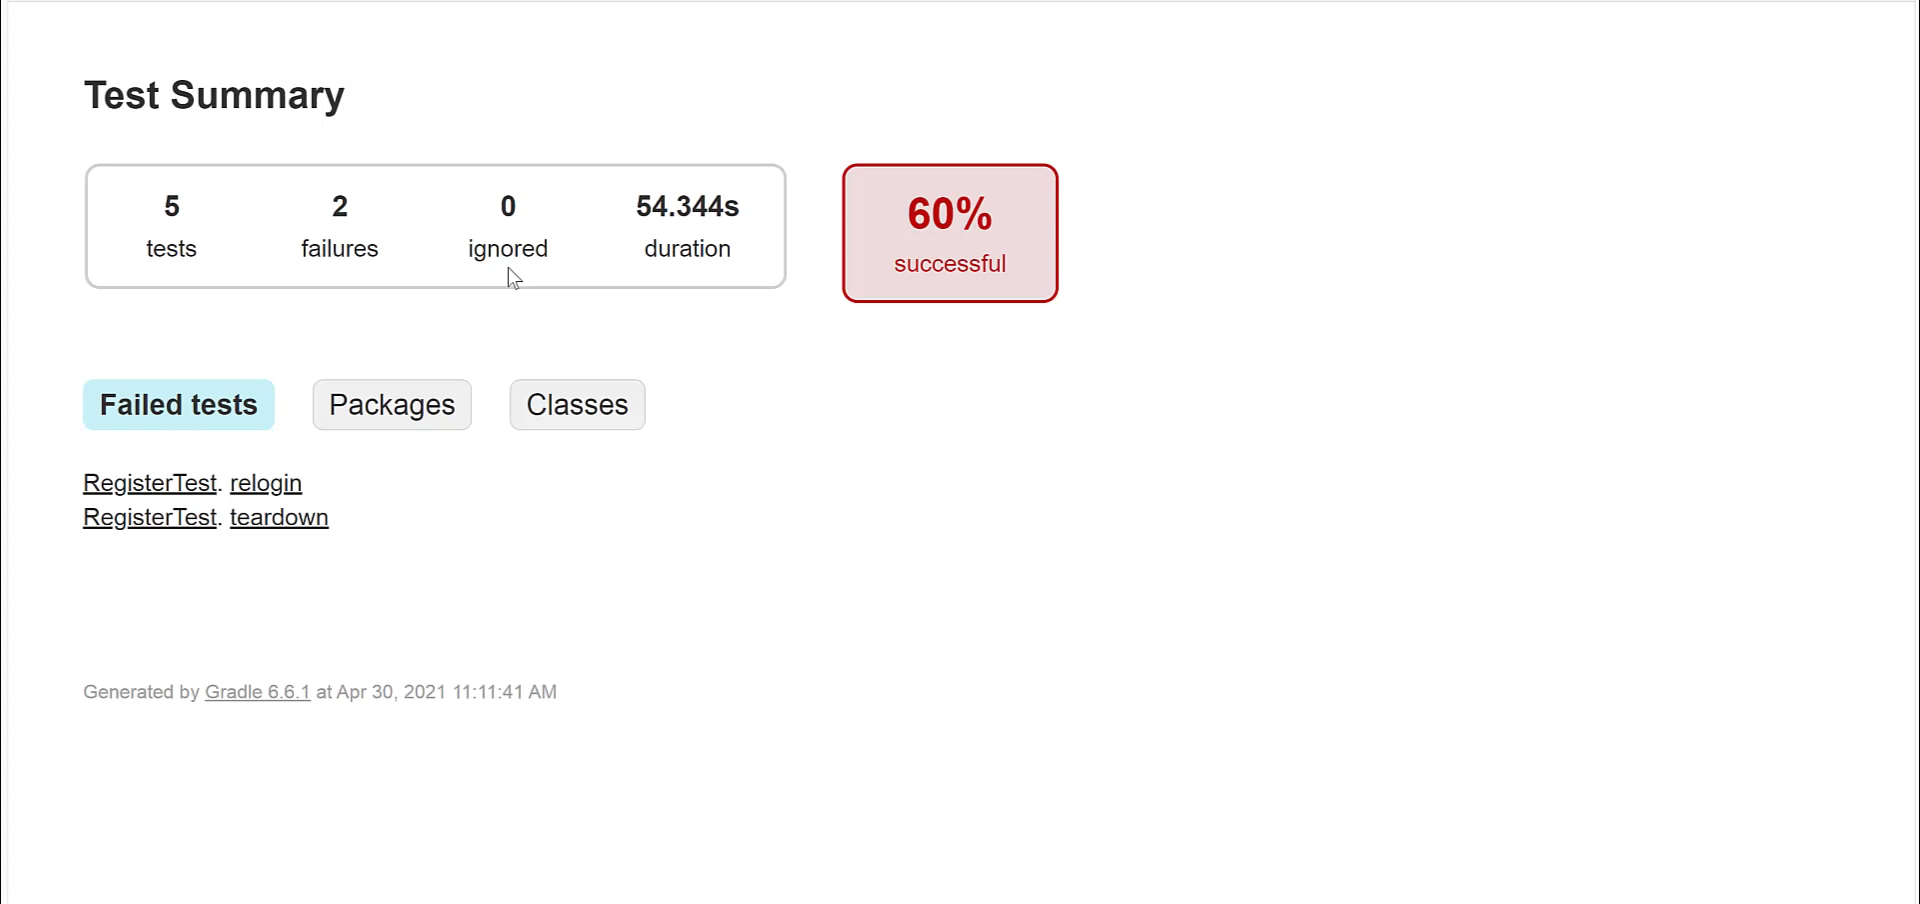 Test Summary
5 2 0 54.344s
tests failures ignored duration
60%
successful
Failed tests Packages Classes
RegisterTest. relogin
RegisterTest. teardown
Generated by Gradle 6.6.1 at Apr 30, 2021 11:11:41 AM